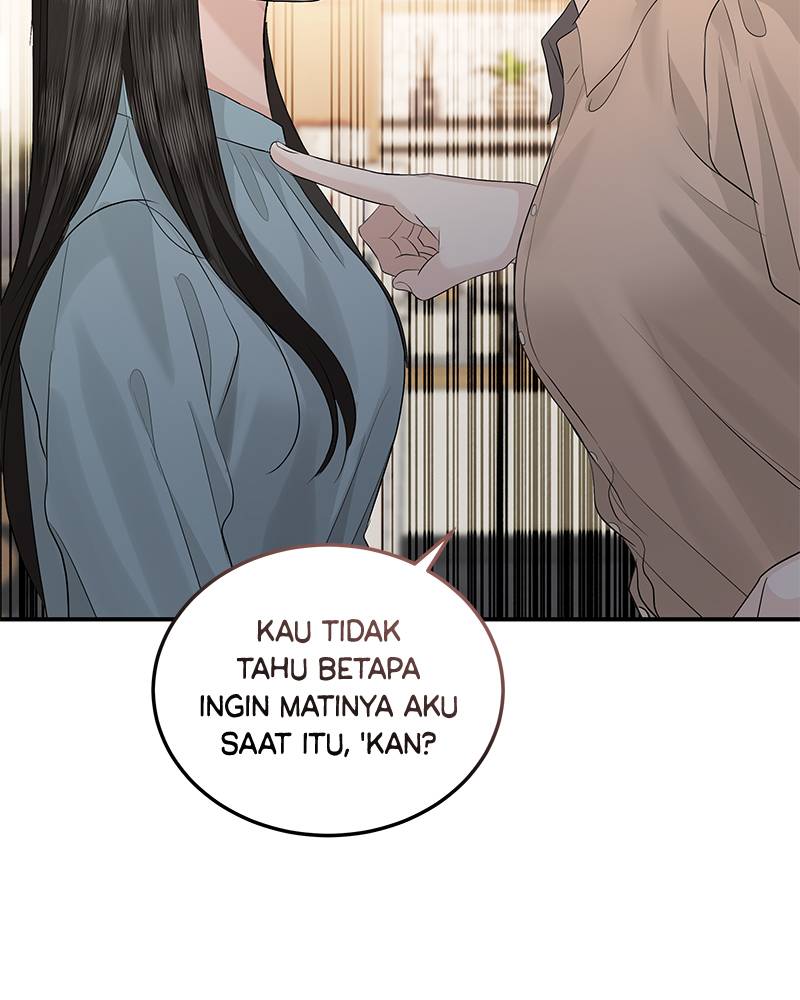 KAU TIDAK
TAHU BETAPA
INGIN MATINYA AKU
SAAT ITU, 'KAN?